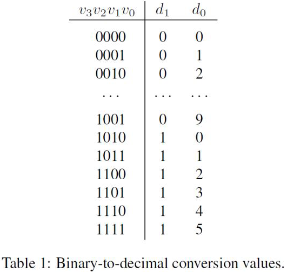 v3v2v1v0 d1 d0
0000 0 0
0001 0 1
0010 0 2
... ... ...
1001 0 9
1010 1 0
1011 1 1
1100 1 2
1101 1 3
1110 1 4
1111 1 5
Table 1: Binary-to-decimal conversion values.